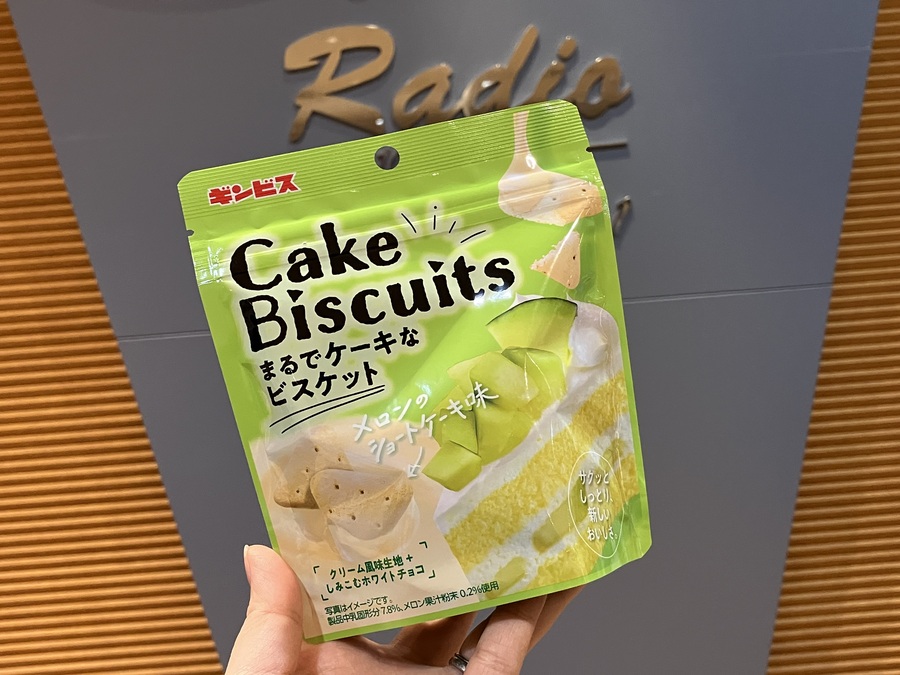 Radio
ギンビス
Cake
Biscuits
まるでケーキな
ビスケット
メロンの
ショートケーキ味
サクッと
しっとり、
新しい
おいしさ。
「クリーム風味生地+
しみこむホワイトチョコ」
写真はイメージです。
製品中乳固形分7.8%、メロン果汁粉末0.2%使用